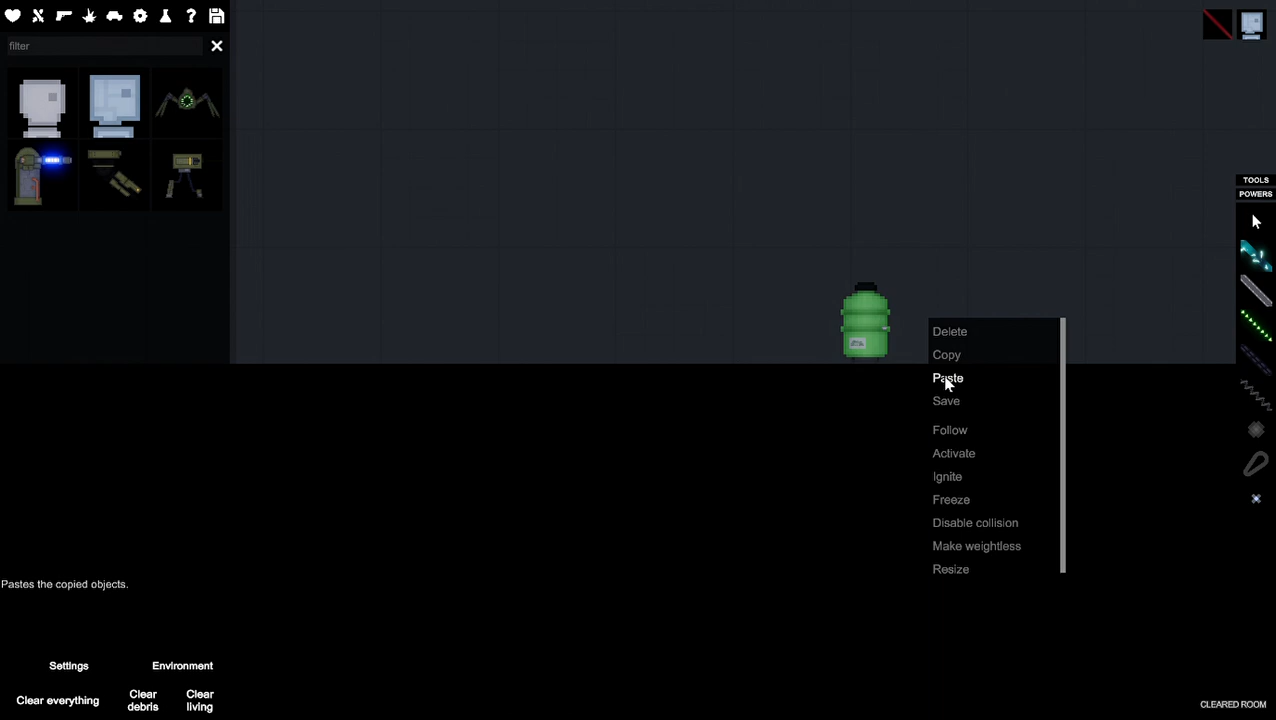 filter
TOOLS
POWERS
Delete
Copy
Paste
Save
Follow
Activate
Ignite
Freeze
Disable collision
Make weightless
Resize
Pastes the copied objects.
Settings
Environment
Clear everything
Clear
debris
Clear
living
CLEARED ROOM